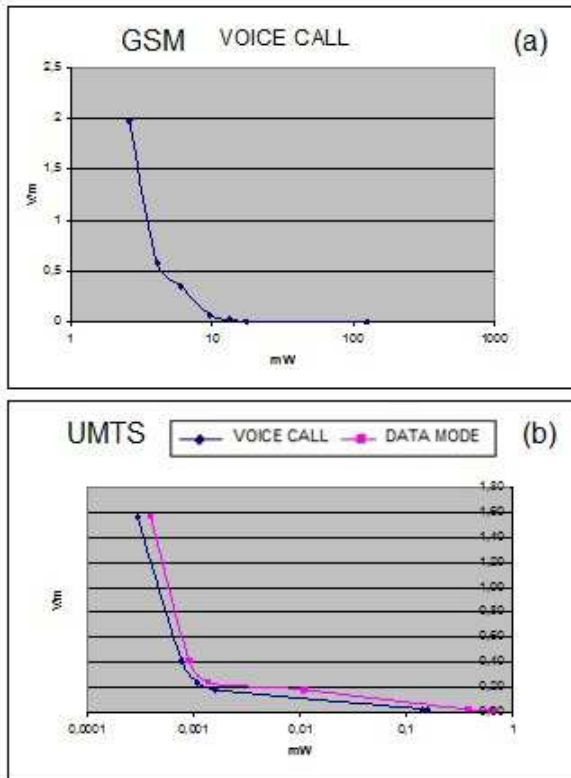 GSM VOICE CALL (a)
2,5
2
1,5
1
0,5
0
V/m
1 10 100 1000
mW
UMTS VOICE CALL DATA MODE (b)
1,80
1,60
1,40
1,20
1,00
0,80
0,60
0,40
0,20
0,00
V/m
0,0001 0,001 0,01 0,1 1
mW